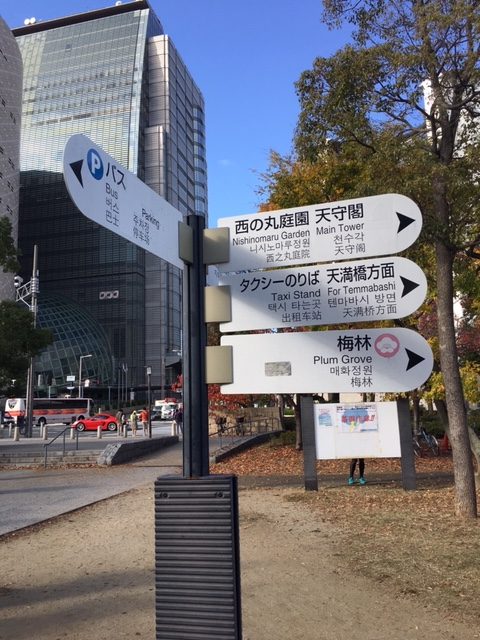 P バス
Bus Parking
버스 주차장
巴士 停车场
西の丸庭園 天守閣
Nishinomaru Garden Main Tower
니시노마루정원 천수각
西之丸庭院 天守阁
タクシーのりば 天満橋方面
Taxi Stand For Temmabashi
택시 타는곳 텐마바시 방면
出租车站 天满桥方面
梅林
Plum Grove
매화정원
梅林